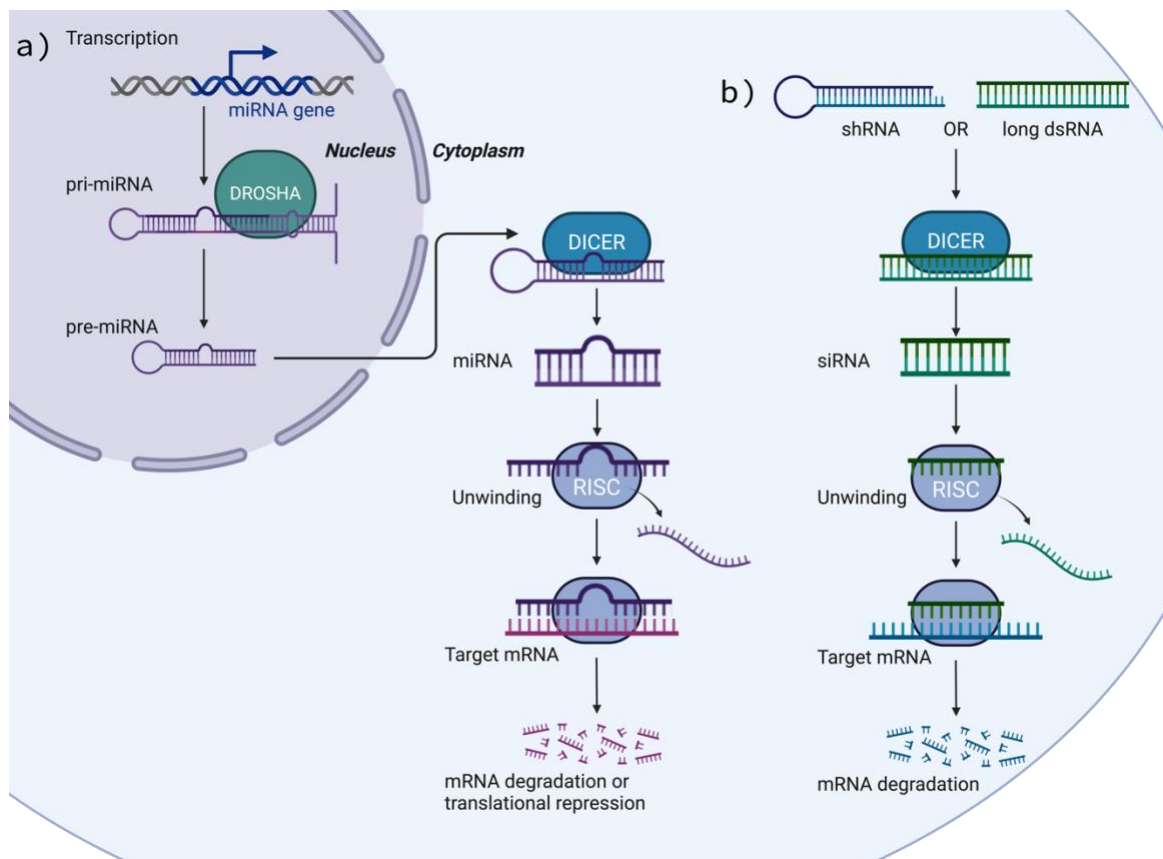 a)
Transcription
miRNA gene
Nucleus
Cytoplasm
pri-miRNA
DROSHA
pre-miRNA
DICER
miRNA
Unwinding
RISC
Target mRNA
mRNA degradation or
translational repression
b)
shRNA OR long dsRNA
DICER
siRNA
Unwinding
RISC
Target mRNA
mRNA degradation